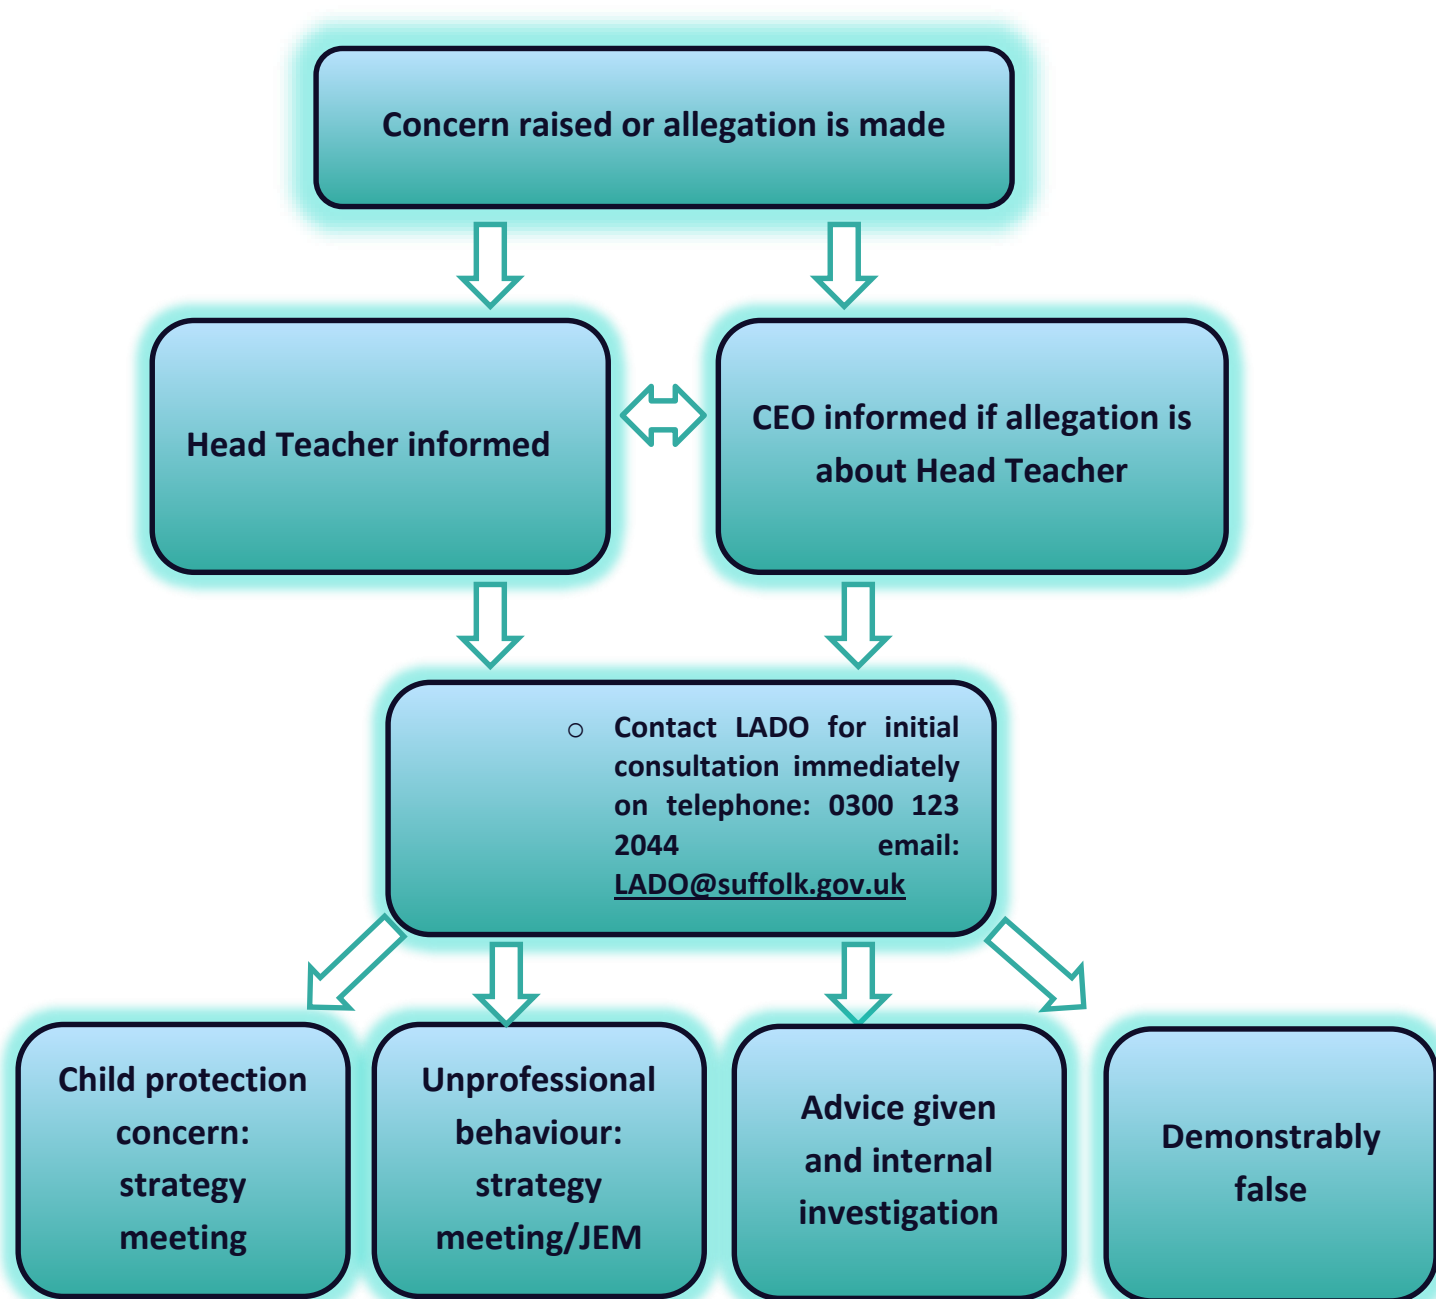 Concern raised or allegation is made
Head Teacher informed
CEO informed if allegation is
about Head Teacher
○ Contact LADO for initial
consultation immediately
on telephone: 0300 123
2044 email:
LADO@suffolk.gov.uk
Child protection
concern:
strategy
meeting
Unprofessional
behaviour:
strategy
meeting/JEM
Advice given
and internal
investigation
Demonstrably
false